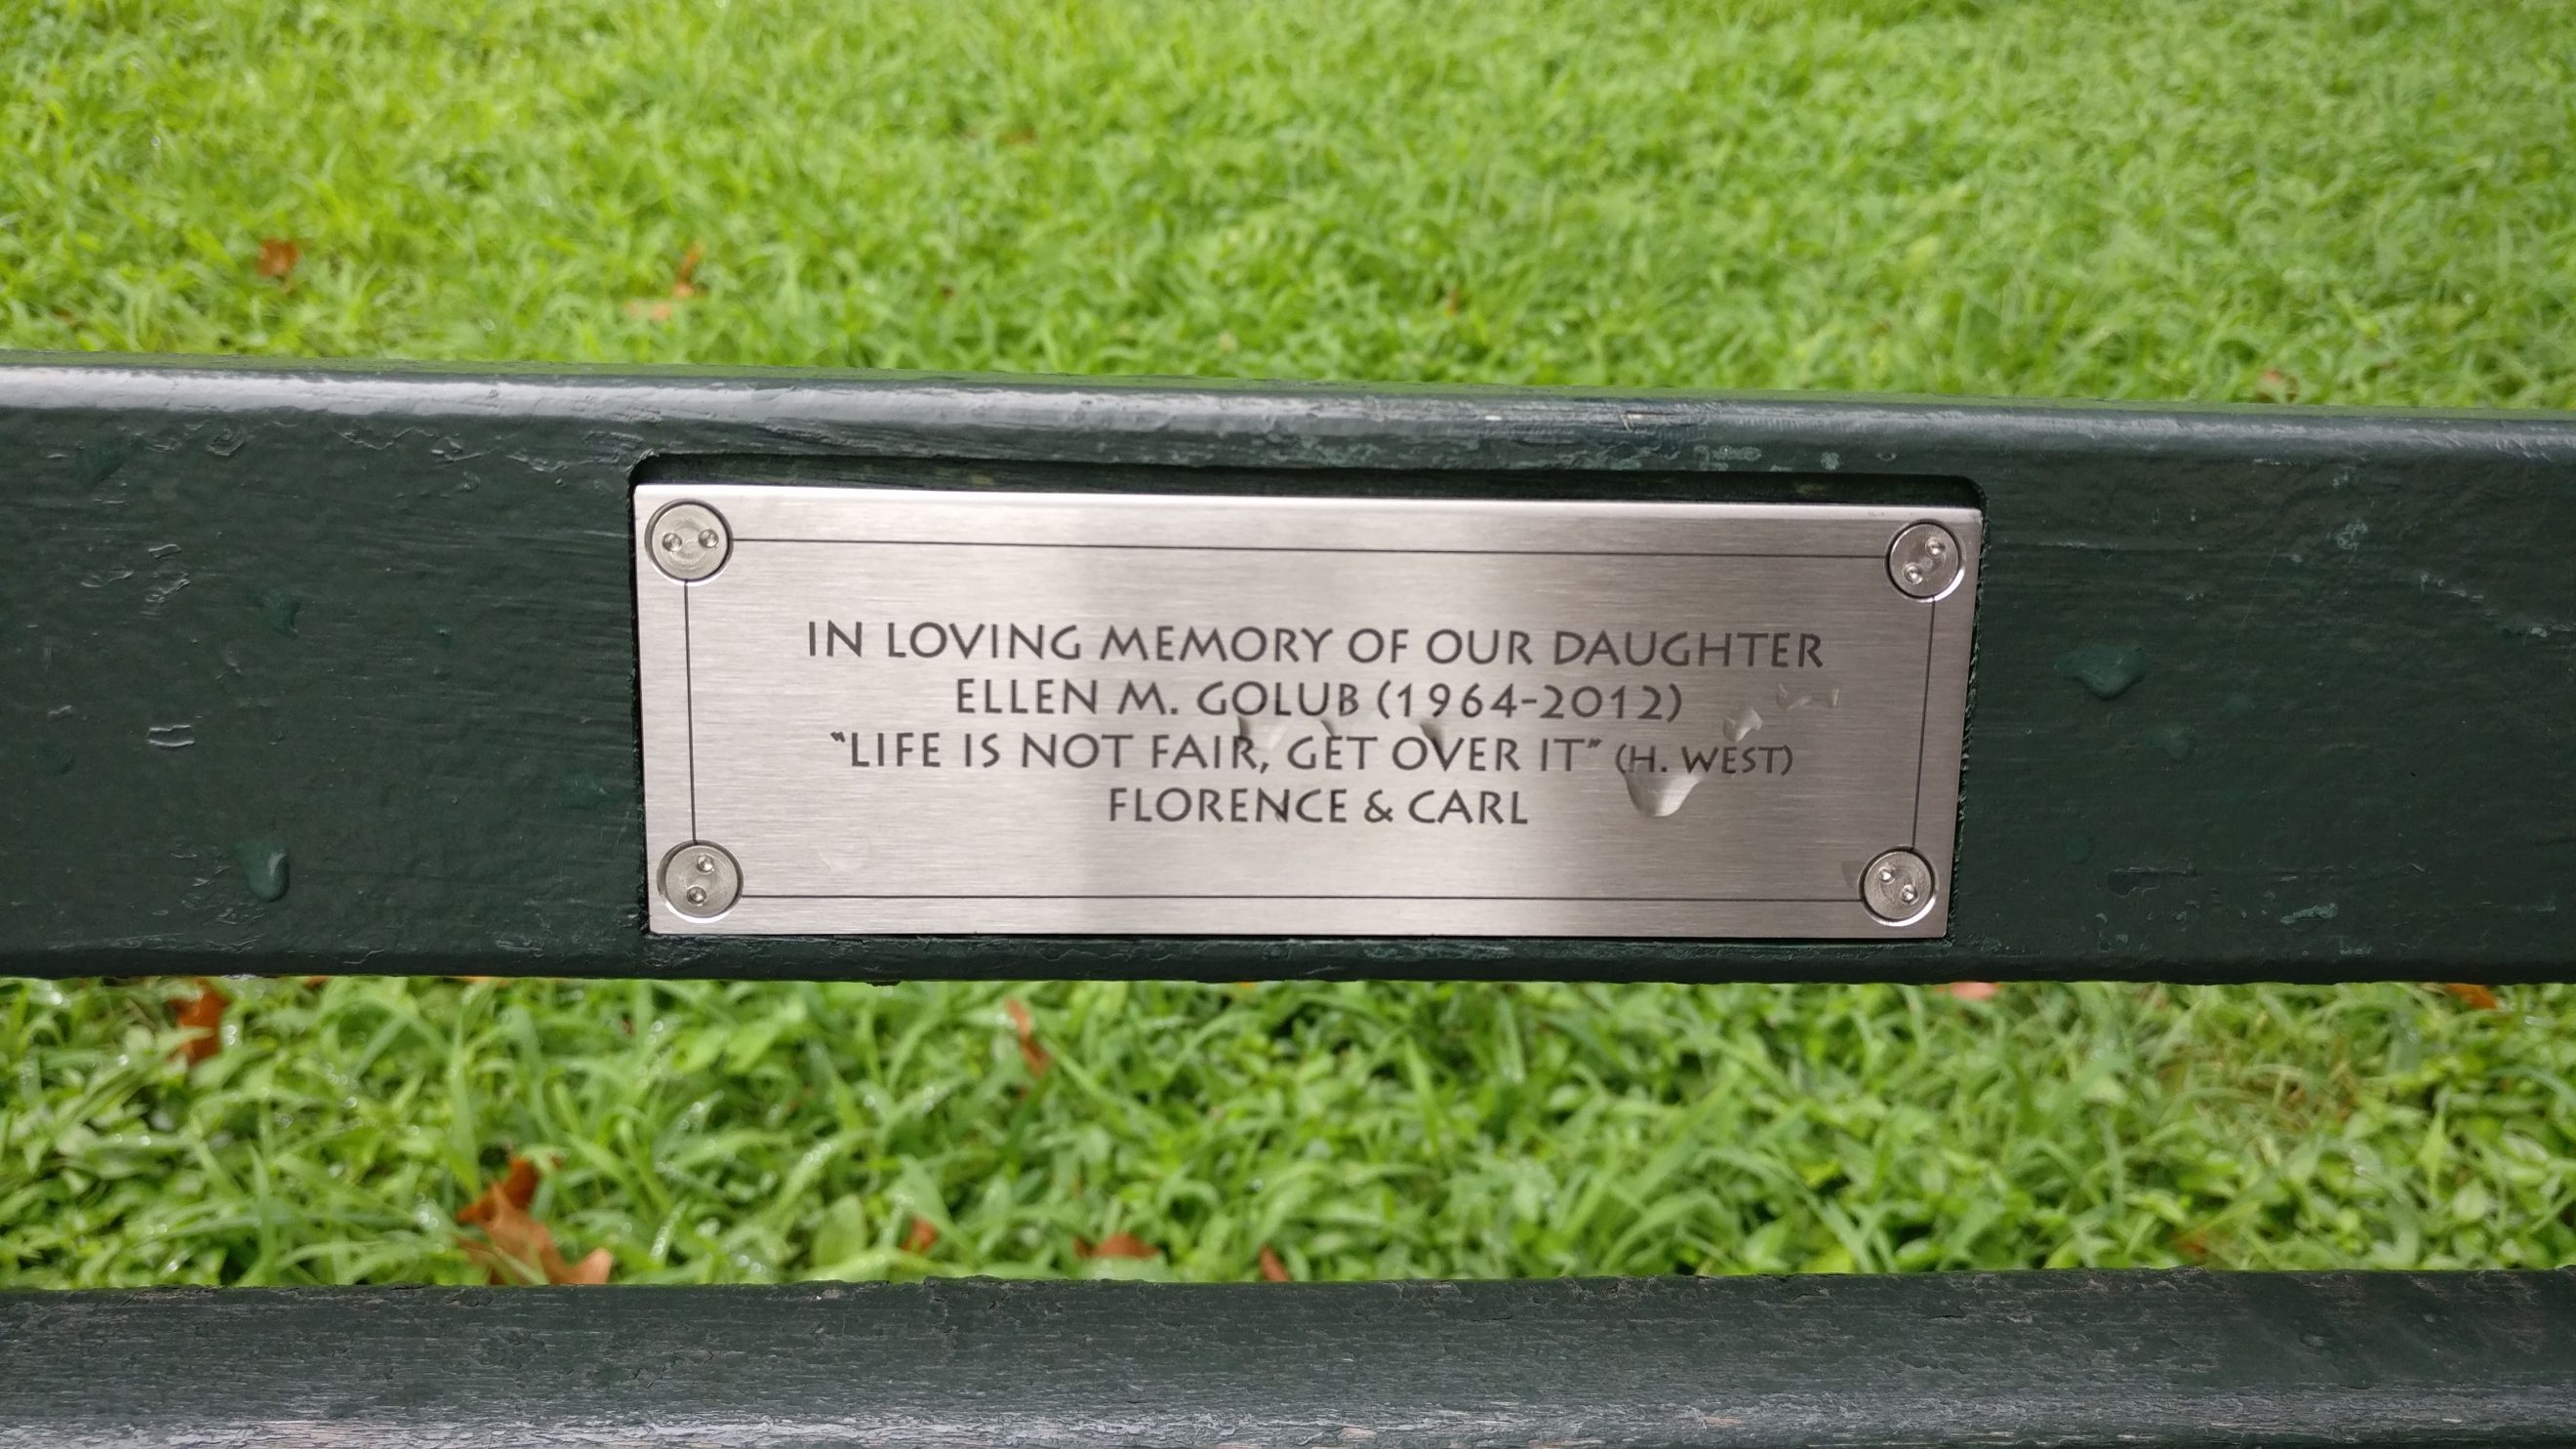 IN LOVING MEMORY OF OUR DAUGHTER
ELLEN M. GOLUB (1964-2012)
"LIFE IS NOT FAIR, GET OVER IT" (H. WEST)
FLORENCE & CARL